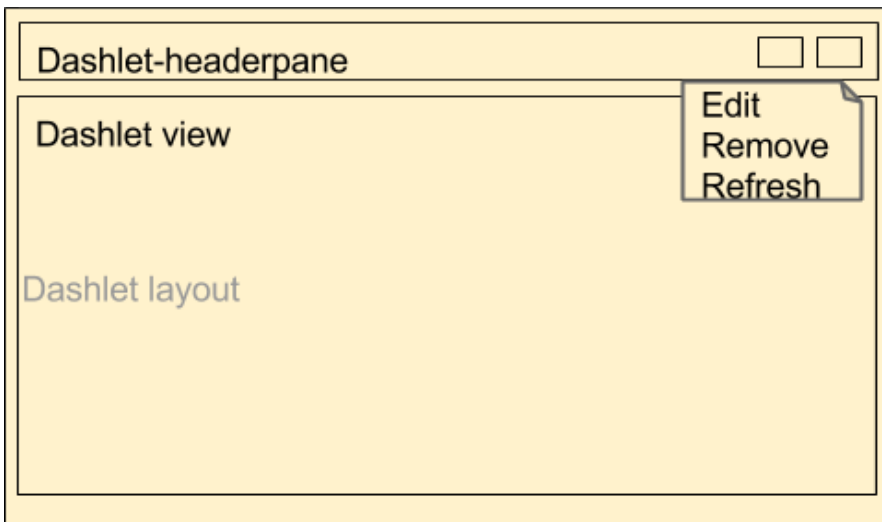 Dashlet-headerpane
Edit
Remove
Refresh
Dashlet view
Dashlet layout